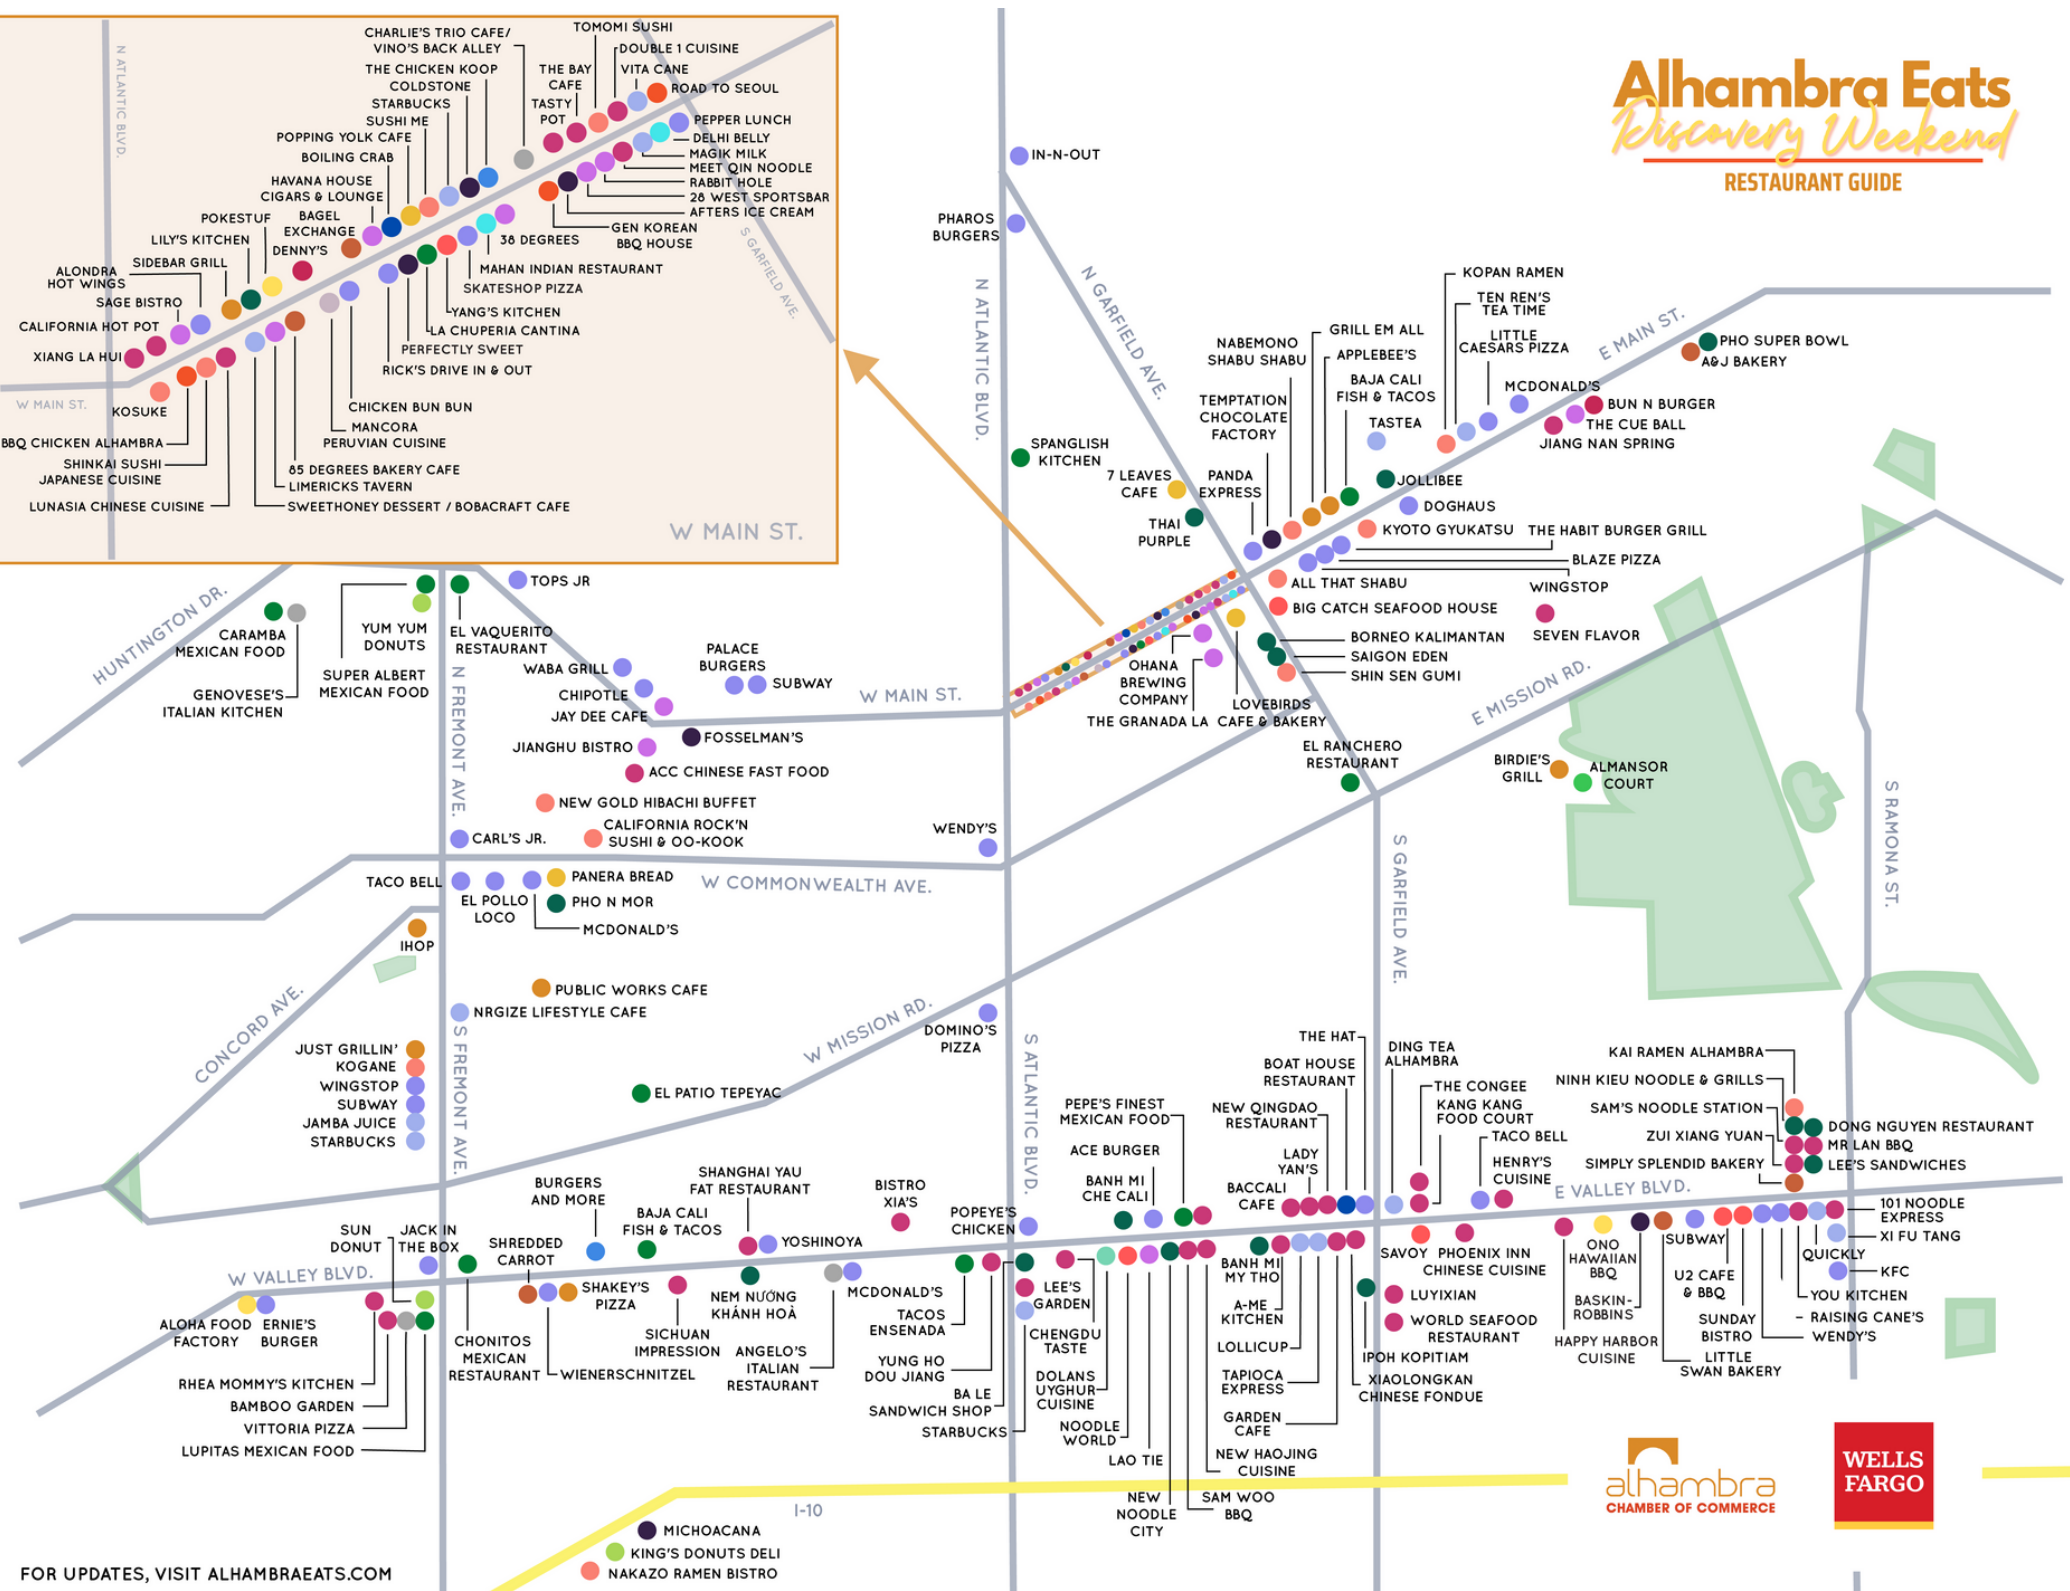 CHARLIE'S TRIO CAFE/
VINO'S BACK ALLEY
THE CHICKEN KOOP
COLDSTONE
STARBUCKS
SUSHI ME
POPPING YOLK CAFE
BOILING CRAB
HAVANA HOUSE
CIGARS & LOUNGE
BAGEL
EXCHANGE
POKESTUF
LILY'S KITCHEN
DENNY'S
SIDEBAR GRILL
ALONDRA
HOT WINGS
SAGE BISTRO
CALIFORNIA HOT POT
XIANG LA HUI
N ATLANTIC BLVD.
TOMOMI SUSHI
DOUBLE 1 CUISINE
THE BAY
CAFE
VITA CANE
TASTY
POT
ROAD TO SEOUL
PEPPER LUNCH
DELHI BELLY
MAGIK MILK
MEET QIN NOODLE
RABBIT HOLE
28 WEST SPORTSBAR
AFTERS ICE CREAM
GEN KOREAN
BBQ HOUSE
S GARFIELD AVE.
38 DEGREES
MAHAN INDIAN RESTAURANT
SKATESHOP PIZZA
YANG'S KITCHEN
LA CHUPERIA CANTINA
PERFECTLY SWEET
RICK'S DRIVE IN & OUT
CHICKEN BUN BUN
MANCORA
PERUVIAN CUISINE
85 DEGREES BAKERY CAFE
LIMERICKS TAVERN
SWEETHONEY DESSERT / BOBACRAFT CAFE
W MAIN ST.
KOSUKE
BBQ CHICKEN ALHAMBRA
SHINKAI SUSHI
JAPANESE CUISINE
LUNASIA CHINESE CUISINE
W MAIN ST.
Alhambra Eats
Discovery Weekend
RESTAURANT GUIDE
IN-N-OUT
PHAROS
BURGERS
N ATLANTIC BLVD.
N GARFIELD AVE.
SPANGLISH
KITCHEN
7 LEAVES
CAFE
THAI
PURPLE
PANDA
EXPRESS
TEMPTATION
CHOCOLATE
FACTORY
NABEMONO
SHABU SHABU
GRILL EM ALL
APPLEBEE'S
BAJA CALI
FISH & TACOS
TASTEA
KOPAN RAMEN
TEN REN'S
TEA TIME
LITTLE
CAESARS PIZZA
MCDONALD'S
E MAIN ST.
PHO SUPER BOWL
A&J BAKERY
BUN N BURGER
THE CUE BALL
JIANG NAN SPRING
JOLLIBEE
DOGHAUS
KYOTO GYUKATSU
THE HABIT BURGER GRILL
BLAZE PIZZA
WINGSTOP
ALL THAT SHABU
BIG CATCH SEAFOOD HOUSE
SEVEN FLAVOR
BORNEO KALIMANTAN
SAIGON EDEN
SHIN SEN GUMI
OHANA
BREWING
COMPANY
THE GRANADA LA
LOVEBIRDS
CAFE & BAKERY
EL RANCHERO
RESTAURANT
E MISSION RD.
BIRDIE'S
GRILL
ALMANSOR
COURT
S RAMONA ST.
S GARFIELD AVE.
HUNTINGTON DR.
CARAMBA
MEXICAN FOOD
GENOVESE'S
ITALIAN KITCHEN
YUM YUM
DONUTS
SUPER ALBERT
MEXICAN FOOD
EL VAQUERITO
RESTAURANT
TOPS JR
WABA GRILL
CHIPOTLE
JAY DEE CAFE
PALACE
BURGERS
SUBWAY
W MAIN ST.
JIANGHU BISTRO
FOSSELMAN'S
ACC CHINESE FAST FOOD
N FREMONT AVE.
NEW GOLD HIBACHI BUFFET
CALIFORNIA ROCK'N
SUSHI & OO-KOOK
CARL'S JR.
WENDY'S
W COMMONWEALTH AVE.
TACO BELL
EL POLLO
LOCO
PANERA BREAD
PHO N MOR
MCDONALD'S
IHOP
PUBLIC WORKS CAFE
NRGIZE LIFESTYLE CAFE
CONCORD AVE.
S FREMONT AVE.
JUST GRILLIN'
KOGANE
WINGSTOP
SUBWAY
JAMBA JUICE
STARBUCKS
EL PATIO TEPEYAC
W MISSION RD.
DOMINO'S
PIZZA
S ATLANTIC BLVD.
SUN
DONUT
JACK IN
THE BOX
W VALLEY BLVD.
ALOHA FOOD
FACTORY
ERNIE'S
BURGER
RHEA MOMMY'S KITCHEN
BAMBOO GARDEN
VITTORIA PIZZA
LUPITAS MEXICAN FOOD
CHONITOS
MEXICAN
RESTAURANT
SHREDDED
CARROT
BURGERS
AND MORE
SHAKEY'S
PIZZA
WIENERSCHNITZEL
BAJA CALI
FISH & TACOS
SHANGHAI YAU
FAT RESTAURANT
YOSHINOYA
SICHUAN
IMPRESSION
NEM NƯỚNG
KHÁNH HOÀ
ANGELO'S
ITALIAN
RESTAURANT
MCDONALD'S
BISTRO
XIA'S
POPEYE'S
CHICKEN
TACOS
ENSENADA
YUNG HO
DOU JIANG
BA LE
SANDWICH SHOP
STARBUCKS
LEE'S
GARDEN
CHENGDU
TASTE
DOLANS
UYGHUR
CUISINE
NOODLE
WORLD
LAO TIE
NEW
NOODLE
CITY
SAM WOO
BBQ
NEW HAOJING
CUISINE
PEPE'S FINEST
MEXICAN FOOD
ACE BURGER
BANH MI
CHE CALI
THE HAT
BOAT HOUSE
RESTAURANT
NEW QINGDAO
RESTAURANT
LADY
YAN'S
BACCALI
CAFE
DING TEA
ALHAMBRA
THE CONGEE
KANG KANG
FOOD COURT
TACO BELL
HENRY'S
CUISINE
E VALLEY BLVD.
BANH MI
MY THO
A-ME
KITCHEN
LOLLICUP
TAPIOCA
EXPRESS
GARDEN
CAFE
SAVOY
PHOENIX INN
CHINESE CUISINE
LUYIXIAN
WORLD SEAFOOD
RESTAURANT
IPOH KOPITIAM
XIAOLONGKAN
CHINESE FONDUE
KAI RAMEN ALHAMBRA
NINH KIEU NOODLE & GRILLS
SAM'S NOODLE STATION
ZUI XIANG YUAN
SIMPLY SPLENDID BAKERY
DONG NGUYEN RESTAURANT
MR LAN BBQ
LEE'S SANDWICHES
101 NOODLE
EXPRESS
XI FU TANG
QUICKLY
KFC
YOU KITCHEN
RAISING CANE'S
WENDY'S
ONO
HAWAIIAN
BBQ
BASKIN-
ROBBINS
HAPPY HARBOR
CUISINE
SUBWAY
U2 CAFE
& BBQ
SUNDAY
BISTRO
LITTLE
SWAN BAKERY
I-10
MICHOACANA
KING'S DONUTS DELI
NAKAZO RAMEN BISTRO
FOR UPDATES, VISIT ALHAMBRAEATS.COM
alhambra
CHAMBER OF COMMERCE
WELLS
FARGO